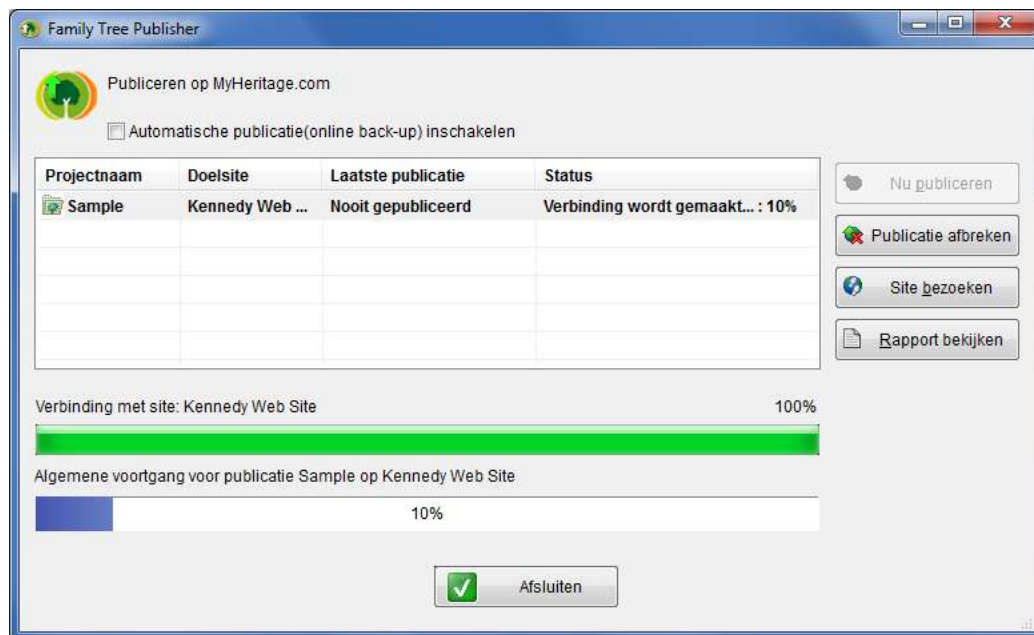 Family Tree Publisher
Publiceren op MyHeritage.com
Automatische publicatie(online back-up) inschakelen
Projectnaam Doelsite Laatste publicatie Status
Sample Kennedy Web ... Nooit gepubliceerd Verbinding wordt gemaakt... : 10%
Nu publiceren
Publicatie afbreken
Site bezoeken
Rapport bekijken
Verbinding met site: Kennedy Web Site 100%
Algemene voortgang voor publicatie Sample op Kennedy Web Site
10%
Afsluiten